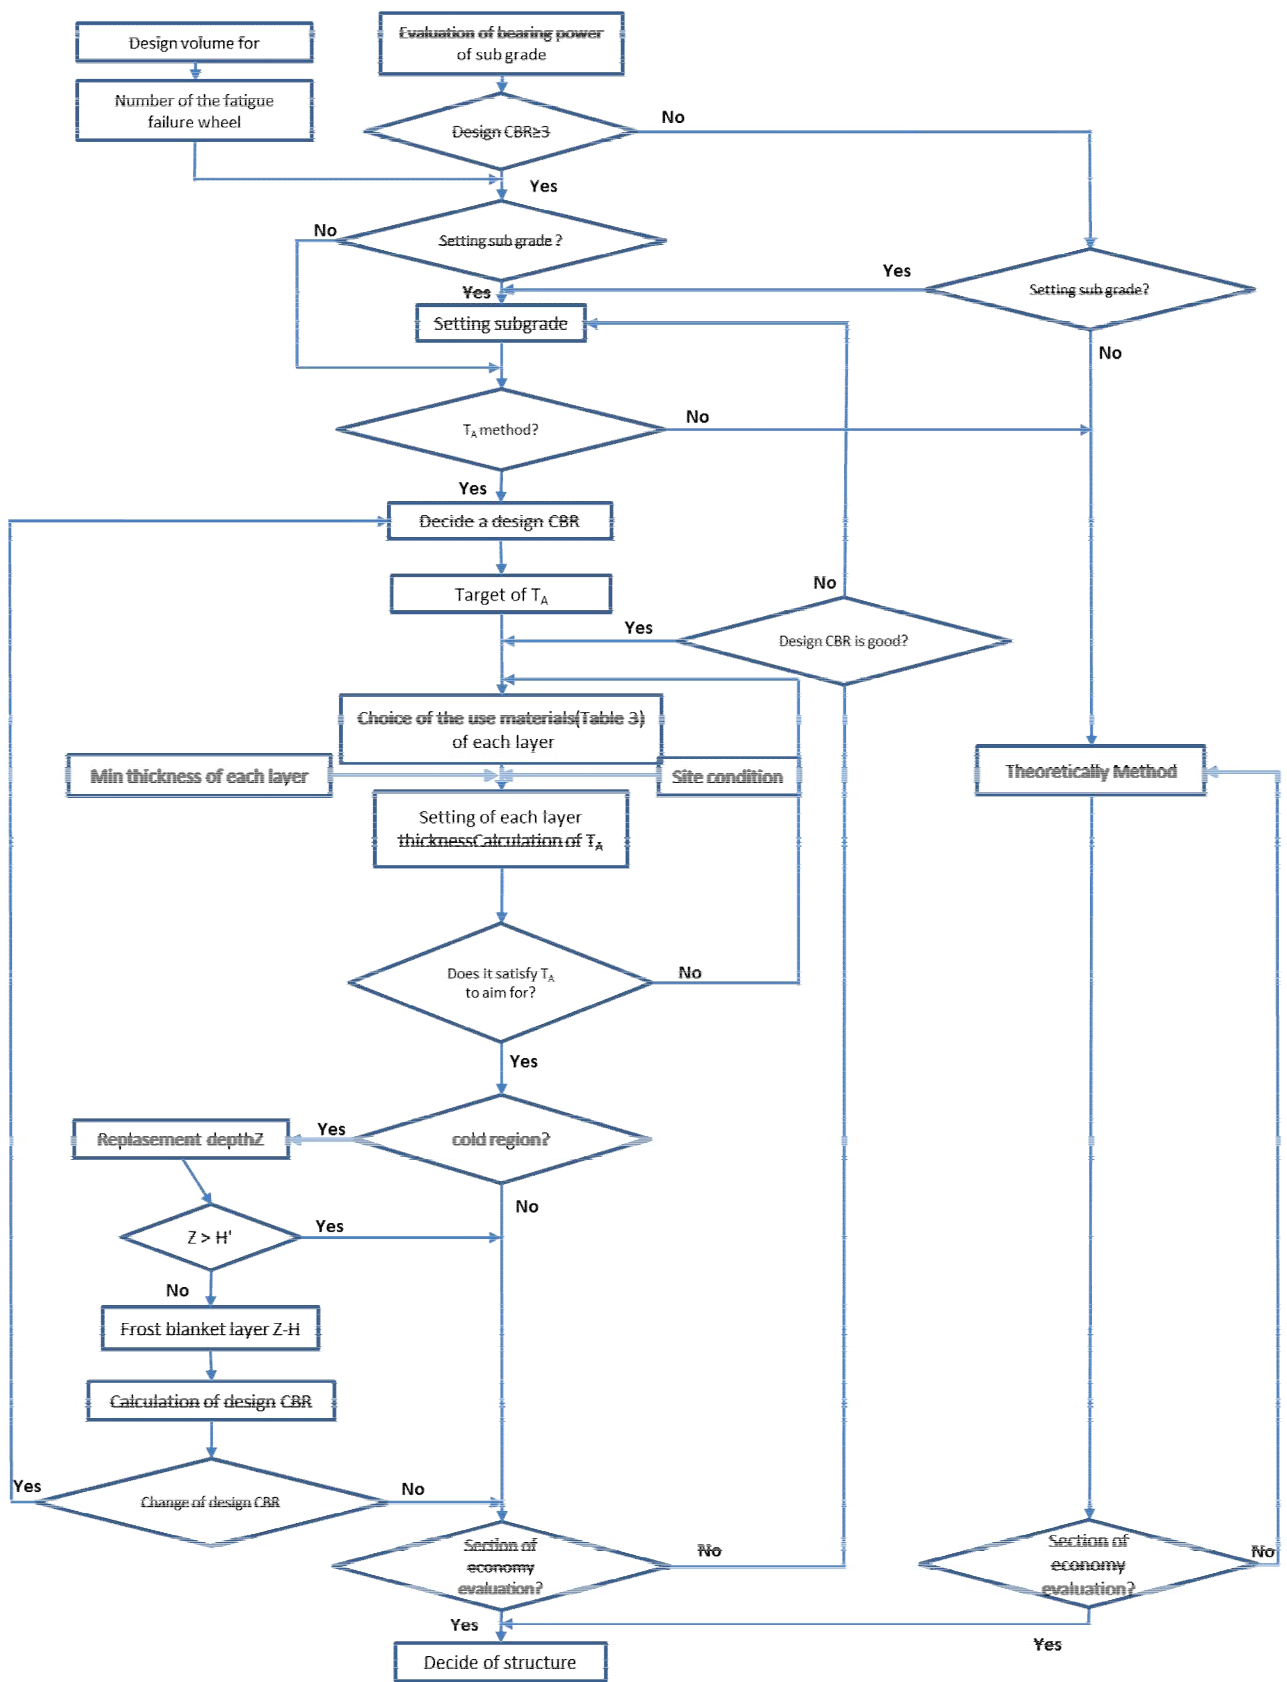 Design volume for
Evaluation of bearing power
of sub grade
Number of the fatigue
failure wheel
Design CBR≥3
No
Yes
Setting sub grade ?
No
Yes
Setting sub grade?
Yes
No
Setting subgrade
TA method?
No
Yes
Decide a design CBR
Target of TA
No
Design CBR is good?
Yes
Choice of the use materials(Table 3)
of each layer
Min thickness of each layer
Site condition
Theoretically Method
Setting of each layer
thicknessCalculation of TA
Does it satisfy TA
to aim for?
No
Yes
cold region?
Yes
No
Replasement depthZ
Z > H'
Yes
No
Frost blanket layer Z-H
Calculation of design CBR
Change of design CBR
Yes
No
Section of
economy
evaluation?
No
Yes
Section of
economy
evaluation?
No
Yes
Decide of structure